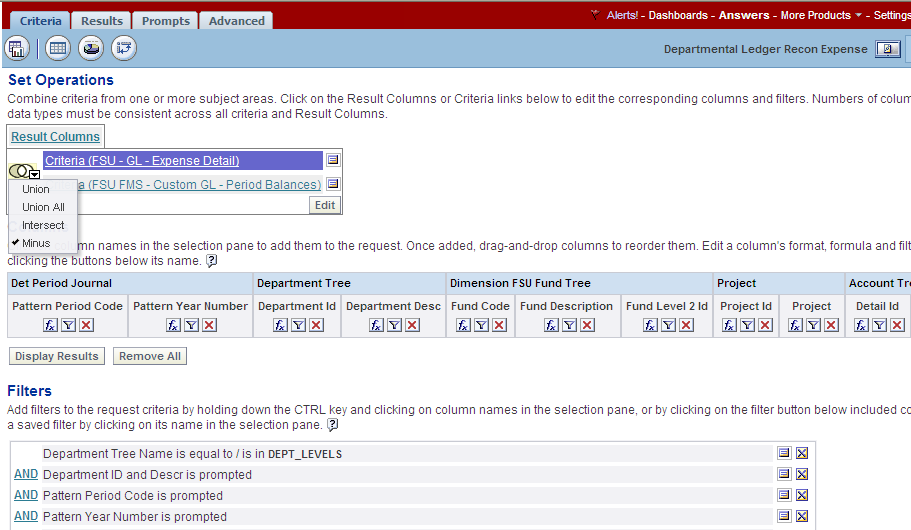 Criteria Results Prompts Advanced Alerts! - Dashboards - Answers - More Products - Settings
Departmental Ledger Recon Expense
Set Operations
Combine criteria from one or more subject areas. Click on the Result Columns or Criteria links below to edit the corresponding columns and filters. Numbers of colum
data types must be consistent across all criteria and Result Columns.
Result Columns
Criteria (FSU - GL - Expense Detail)
a (FSU FMS - Custom GL - Period Balances)
Union
Union All
Edit
Intersect
Minus
mn names in the selection pane to add them to the request. Once added, drag-and-drop columns to reorder them. Edit a column's format, formula and filt
clicking the buttons below its name.
Det Period Journal Department Tree Dimension FSU Fund Tree Project Account Tre
Pattern Period Code Pattern Year Number Department Id Department Desc Fund Code Fund Description Fund Level 2 Id Project Id Project Detail Id
Display Results Remove All
Filters
Add filters to the request criteria by holding down the CTRL key and clicking on column names in the selection pane, or by clicking on the filter button below included co
a saved filter by clicking on its name in the selection pane.
Department Tree Name is equal to / is in DEPT_LEVELS
AND Department ID and Descr is prompted
AND Pattern Period Code is prompted
AND Pattern Year Number is prompted